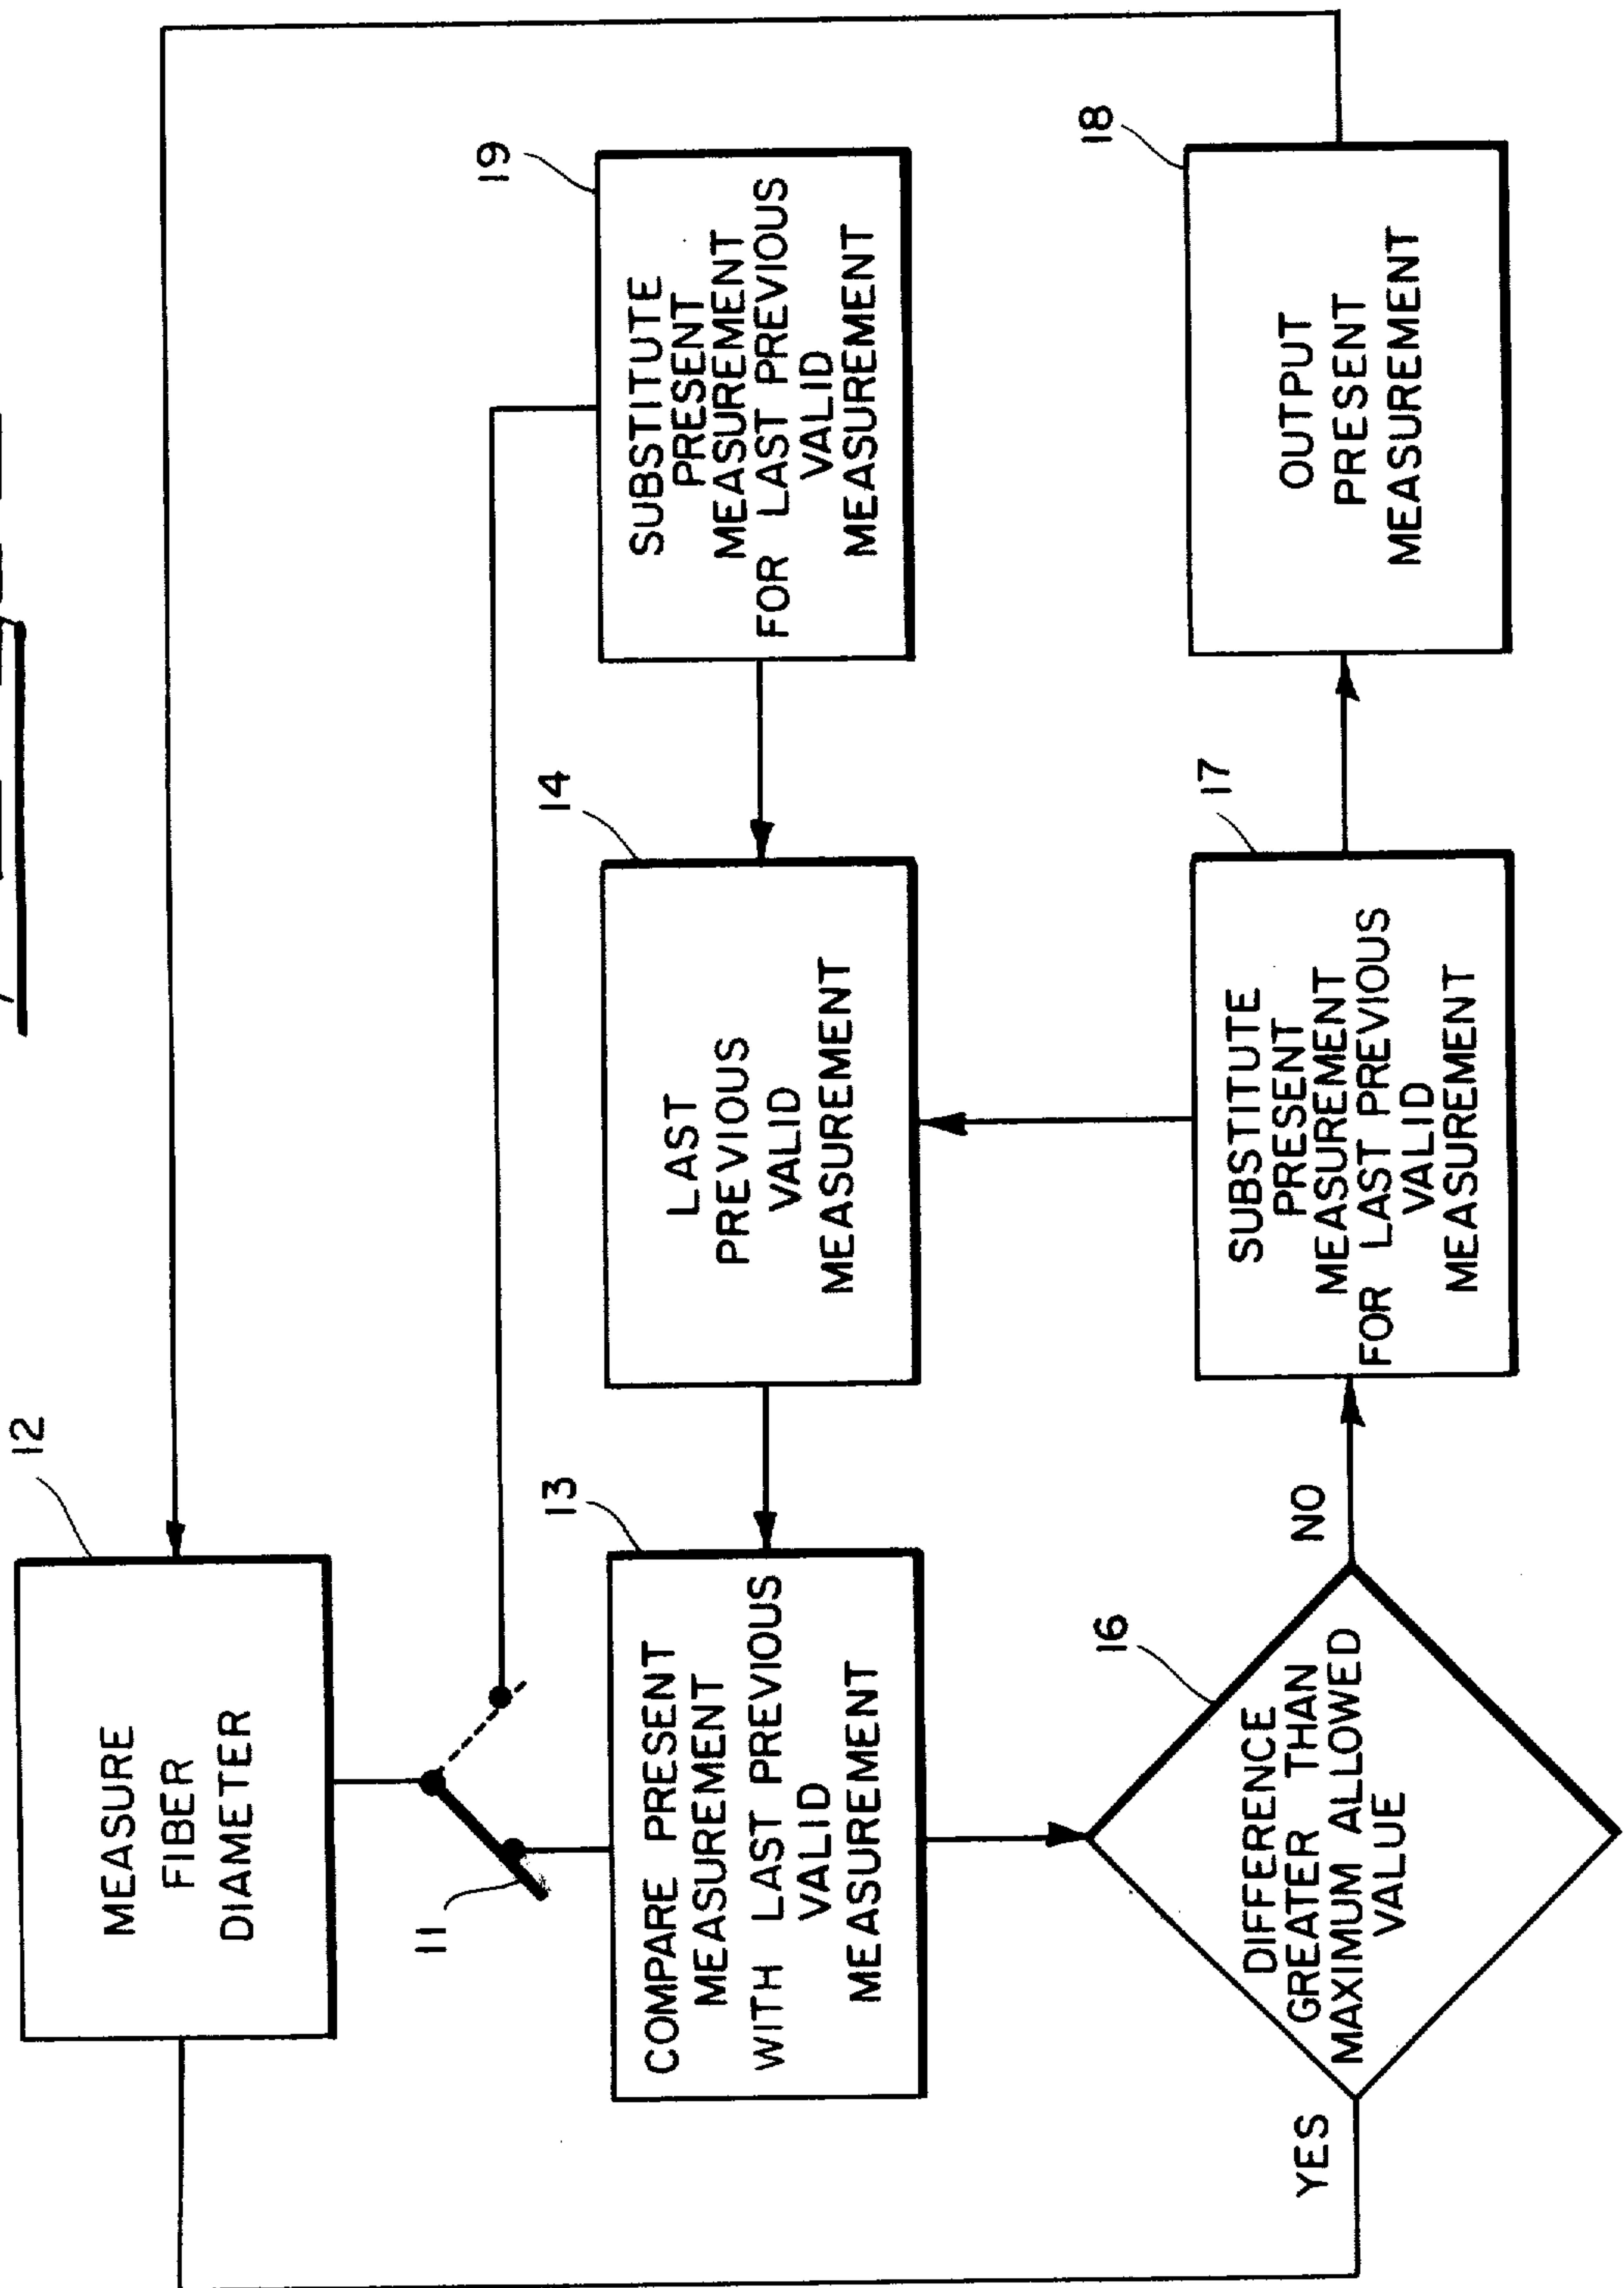 12
MEASURE
FIBER
DIAMETER
11
13
COMPARE PRESENT
MEASUREMENT
WITH LAST PREVIOUS
VALID
MEASUREMENT
14
LAST
PREVIOUS
VALID
MEASUREMENT
19
SUBSTITUTE
PRESENT
MEASUREMENT
FOR LAST PREVIOUS
VALID
MEASUREMENT
16
DIFFERENCE
GREATER THAN
MAXIMUM ALLOWED
VALUE
YES
NO
17
SUBSTITUTE
PRESENT
MEASUREMENT
FOR LAST PREVIOUS
VALID
MEASUREMENT
18
OUTPUT
PRESENT
MEASUREMENT